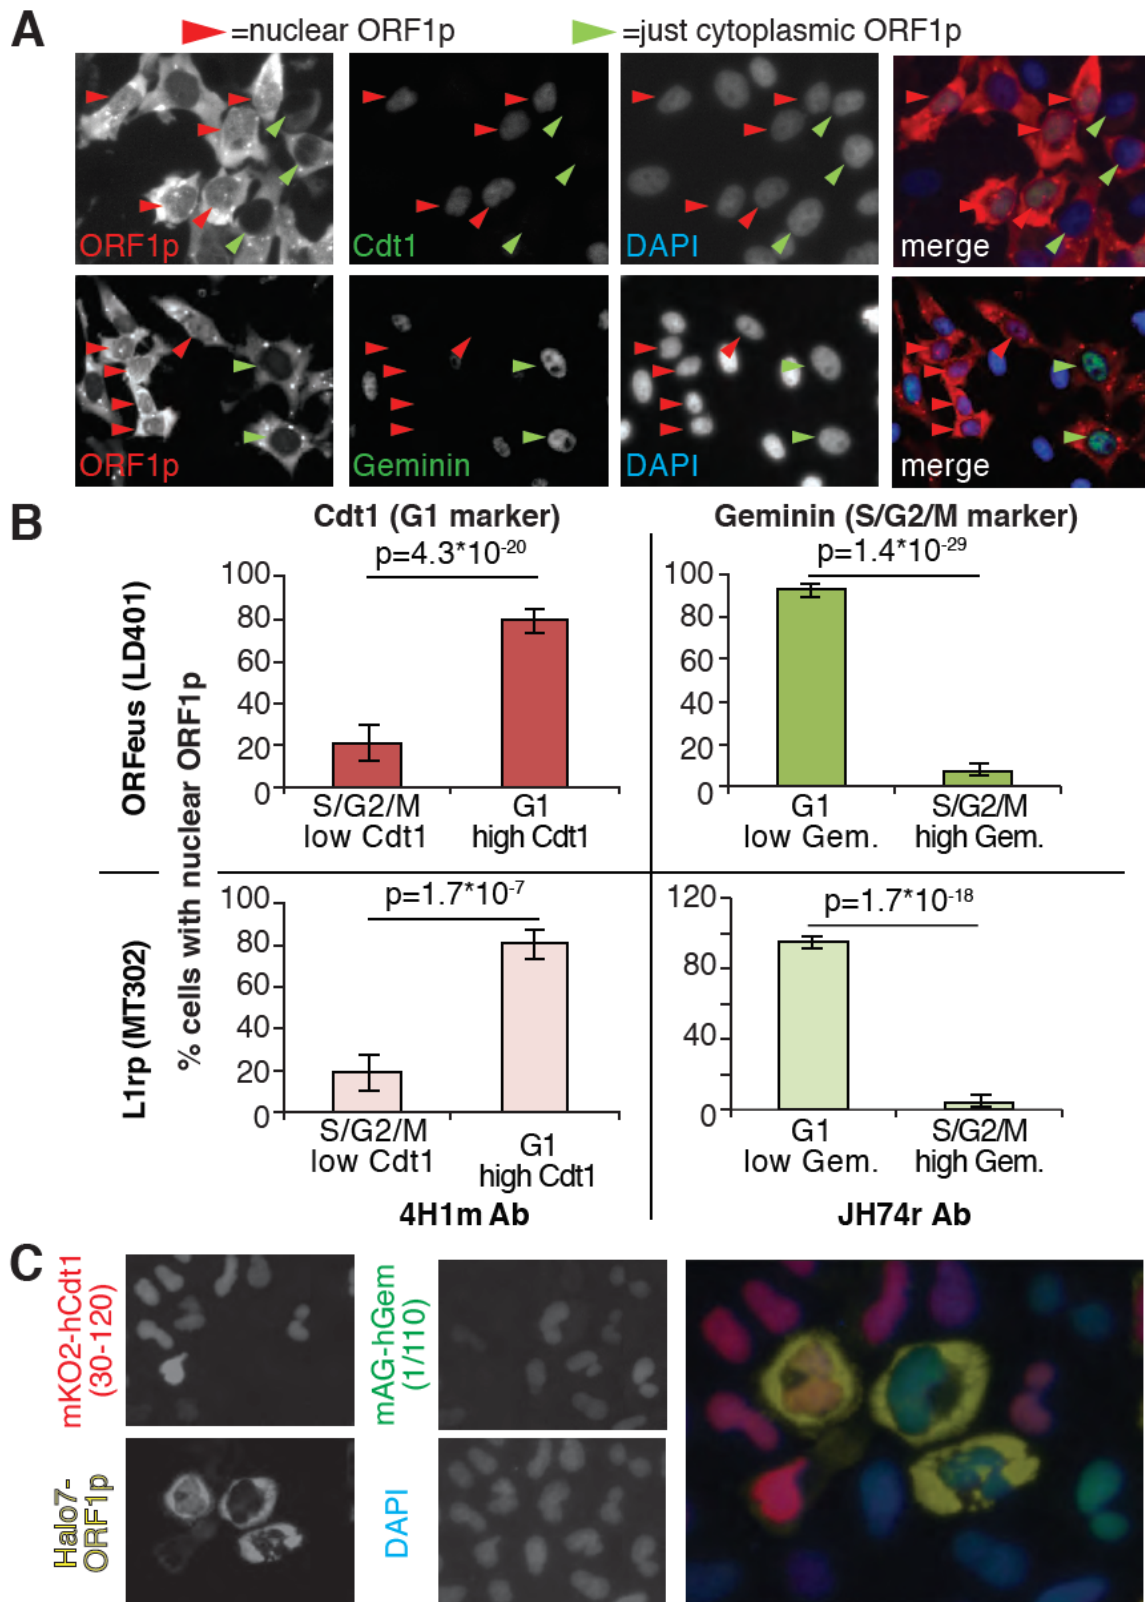 A
=nuclear ORF1p
=just cytoplasmic ORF1p
ORF1p
Cdt1
DAPI
merge
ORF1p
Geminin
DAPI
merge
B
Cdt1 (G1 marker)
Geminin (S/G2/M marker)
ORFeus (LD401)
L1rp (MT302)
% cells with nuclear ORF1p
p=4.3*10-20
100
80
60
40
20
0
S/G2/M
low Cdt1
G1
high Cdt1
p=1.4*10-29
100
80
60
40
20
0
G1
low Gem.
S/G2/M
high Gem.
p=1.7*10-7
100
80
60
40
20
0
S/G2/M
low Cdt1
G1
high Cdt1
4H1m Ab
p=1.7*10-18
120
80
40
0
G1
low Gem.
S/G2/M
high Gem.
JH74r Ab
C
mKO2-hCdt1
(30-120)
mAG-hGem
(1/110)
Halo7-
ORF1p
DAPI